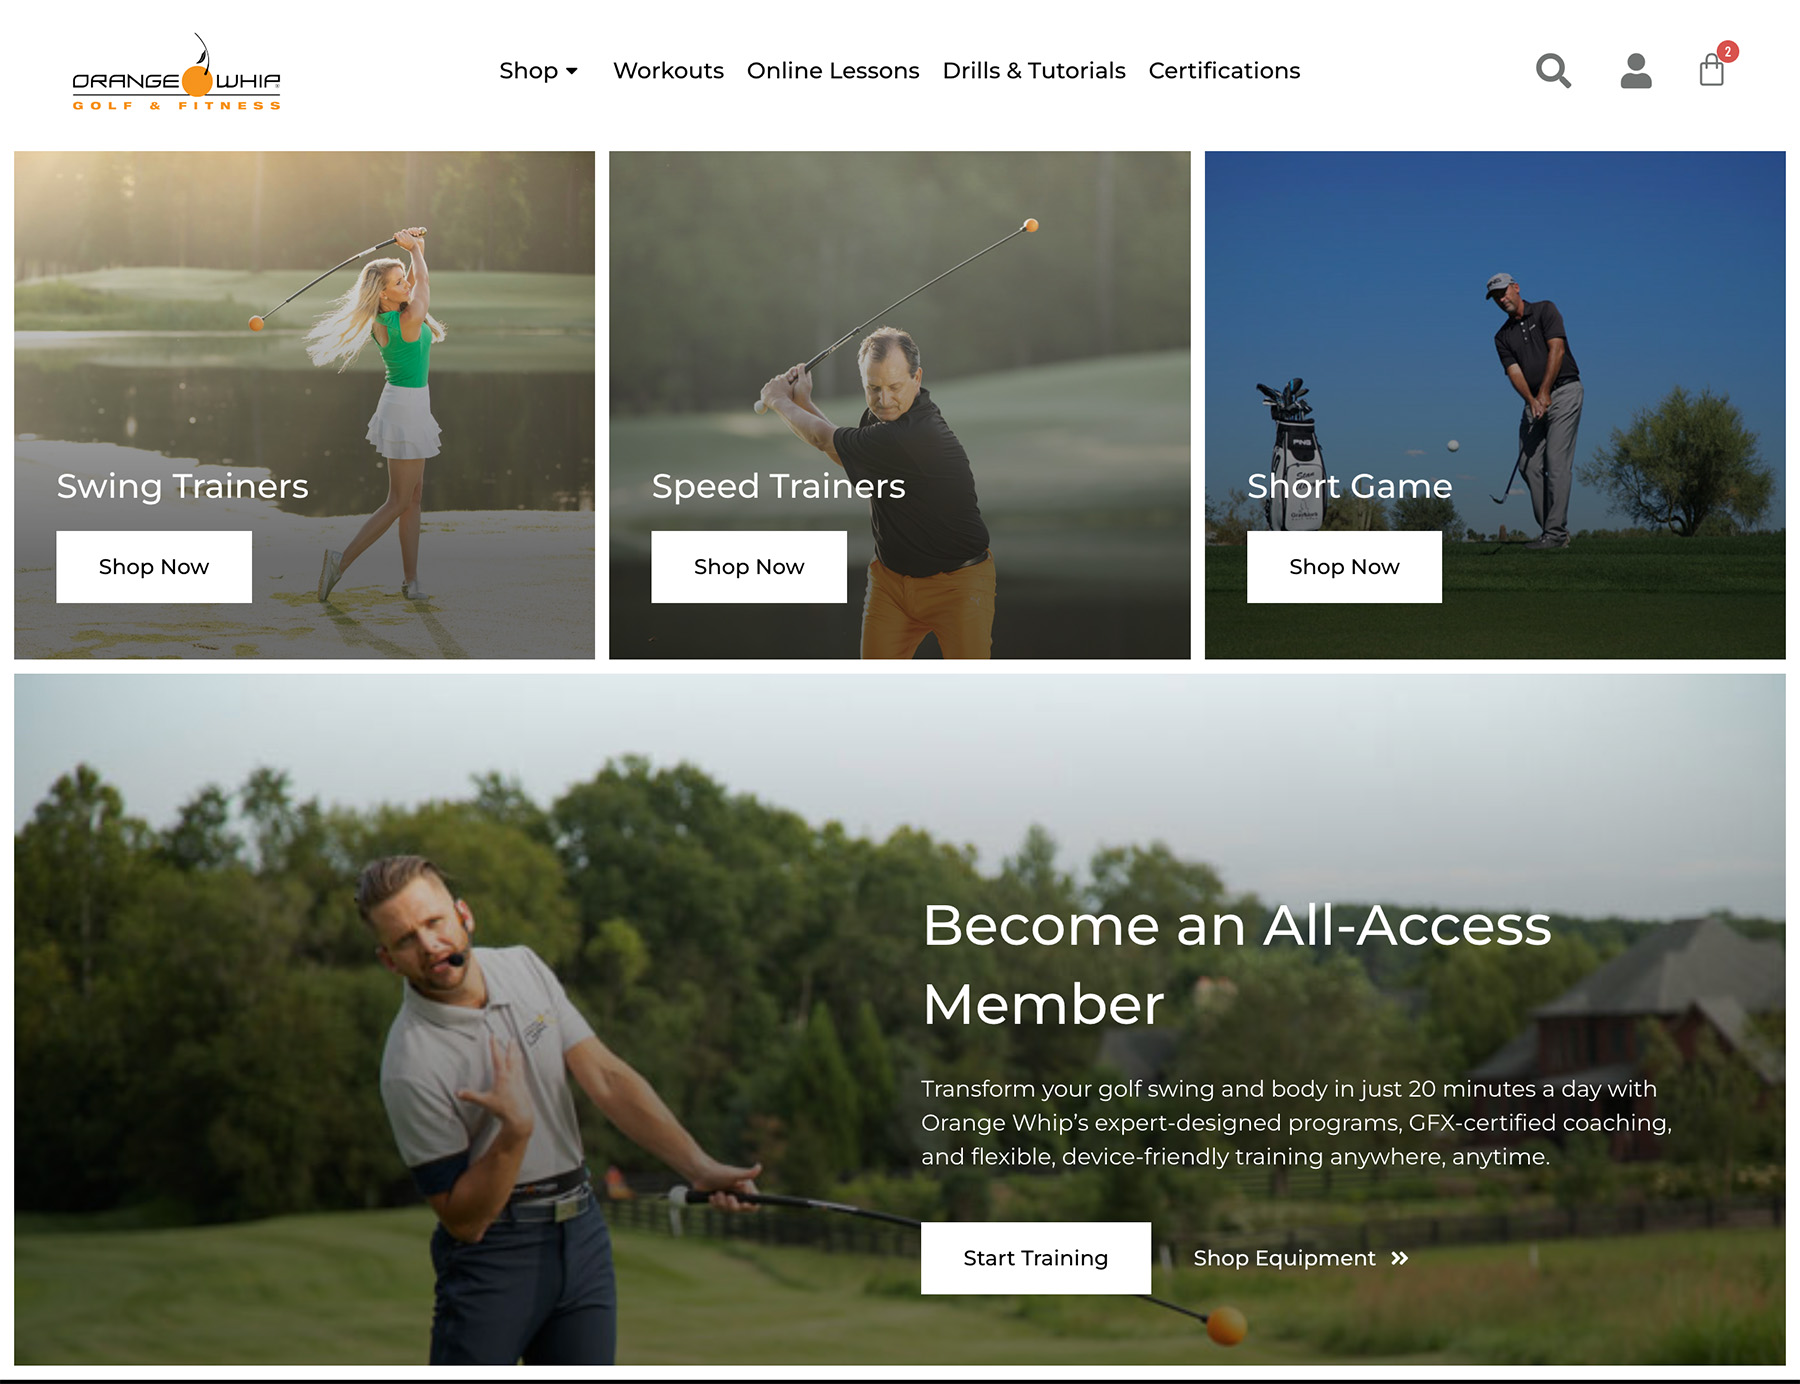 ORANGE WHIP
GOLF & FITNESS
Shop
Workouts
Online Lessons
Drills & Tutorials
Certifications
2
Swing Trainers
Shop Now
Speed Trainers
Shop Now
PING
Short Game
Shop Now
Become an All-Access
Member
Transform your golf swing and body in just 20 minutes a day with
Orange Whip’s expert-designed programs, GFX-certified coaching,
and flexible, device-friendly training anywhere, anytime.
Start Training
Shop Equipment